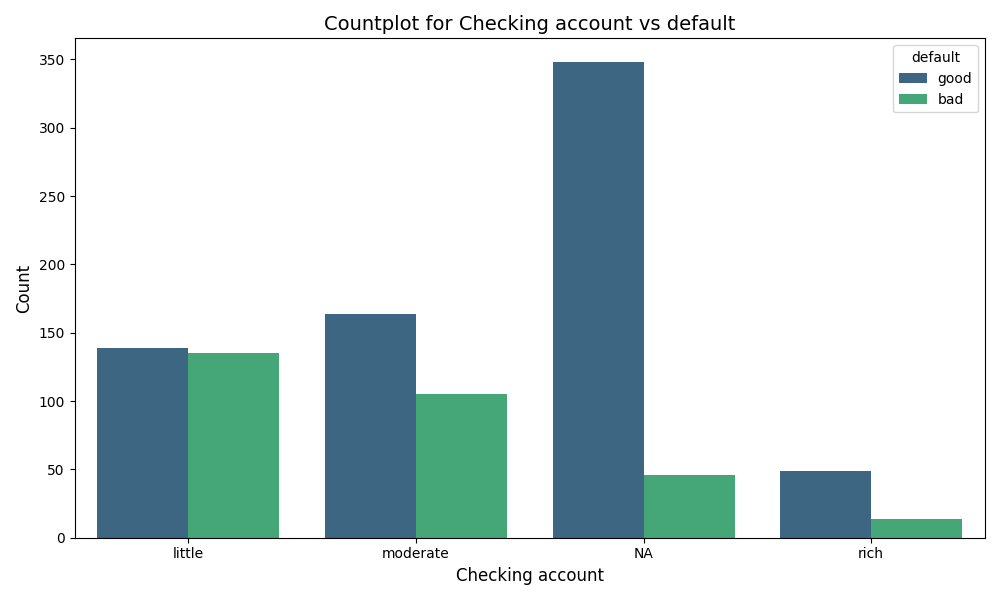 Countplot for Checking account vs default
default
good
bad
350
300
250
200
150
100
50
0
Count
little moderate NA rich
Checking account